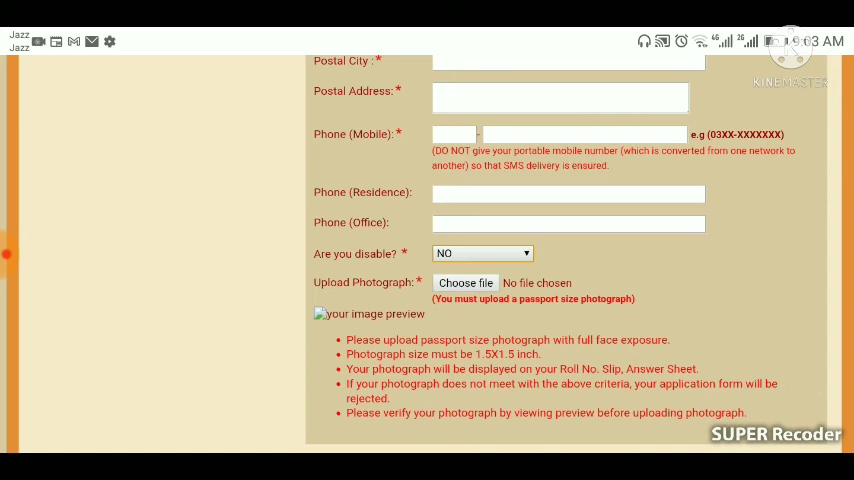 Jazz
Jazz
4G
2G
9:03 AM
KINEMASTER
Postal City : *
Postal Address: *
Phone (Mobile): *
-
e.g (03XX-XXXXXXX)
(DO NOT give your portable mobile number (which is converted from one network to
another) so that SMS delivery is ensured.
Phone (Residence):
Phone (Office):
Are you disable? *
NO
Upload Photograph: *
Choose file No file chosen
(You must upload a passport size photograph)
your image preview
• Please upload passport size photograph with full face exposure.
• Photograph size must be 1.5X1.5 inch.
• Your photograph will be displayed on your Roll No. Slip, Answer Sheet.
• If your photograph does not meet with the above criteria, your application form will be
rejected.
• Please verify your photograph by viewing preview before uploading photograph.
SUPER Recoder